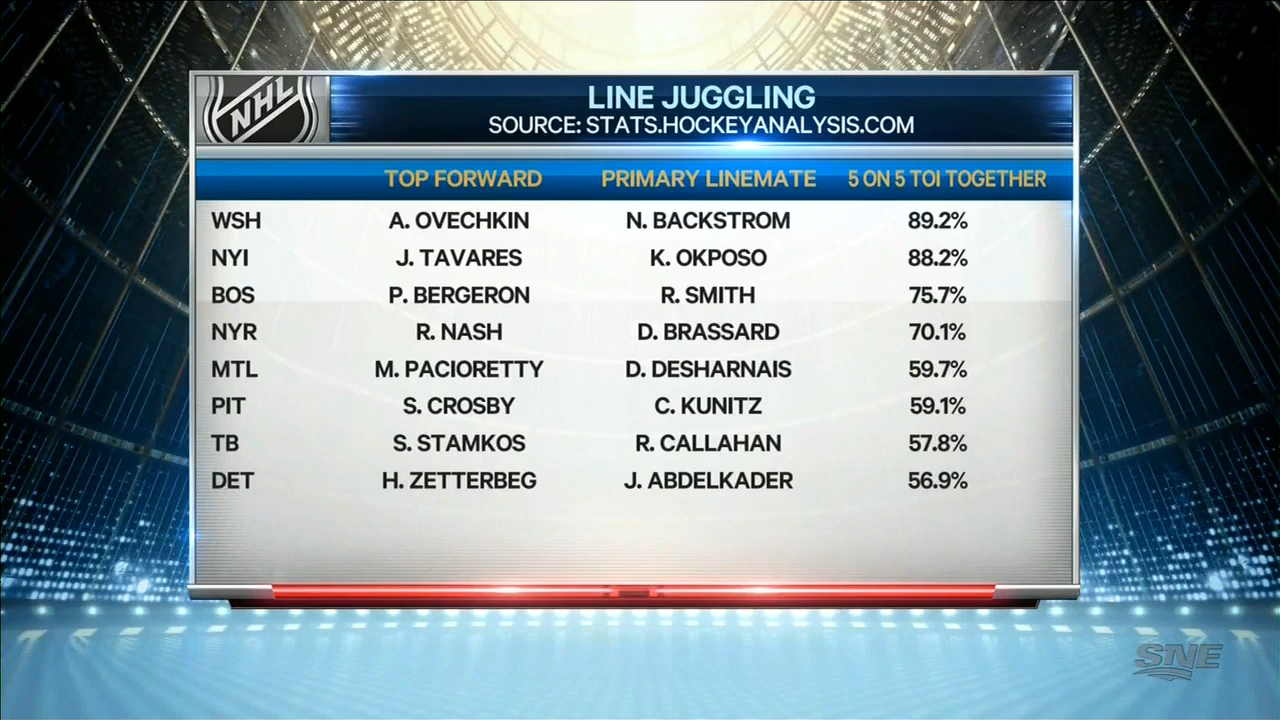 NHL
LINE JUGGLING
SOURCE: STATS.HOCKEYANALYSIS.COM
TOP FORWARD PRIMARY LINEMATE 5 ON 5 TOI TOGETHER
WSH A. OVECHKIN N. BACKSTROM 89.2%
NYI J. TAVARES K. OKPOSO 88.2%
BOS P. BERGERON R. SMITH 75.7%
NYR R. NASH D. BRASSARD 70.1%
MTL M. PACIORETTY D. DESHARNAIS 59.7%
PIT S. CROSBY C. KUNITZ 59.1%
TB S. STAMKOS R. CALLAHAN 57.8%
DET H. ZETTERBEG J. ABDELKADER 56.9%
SNE